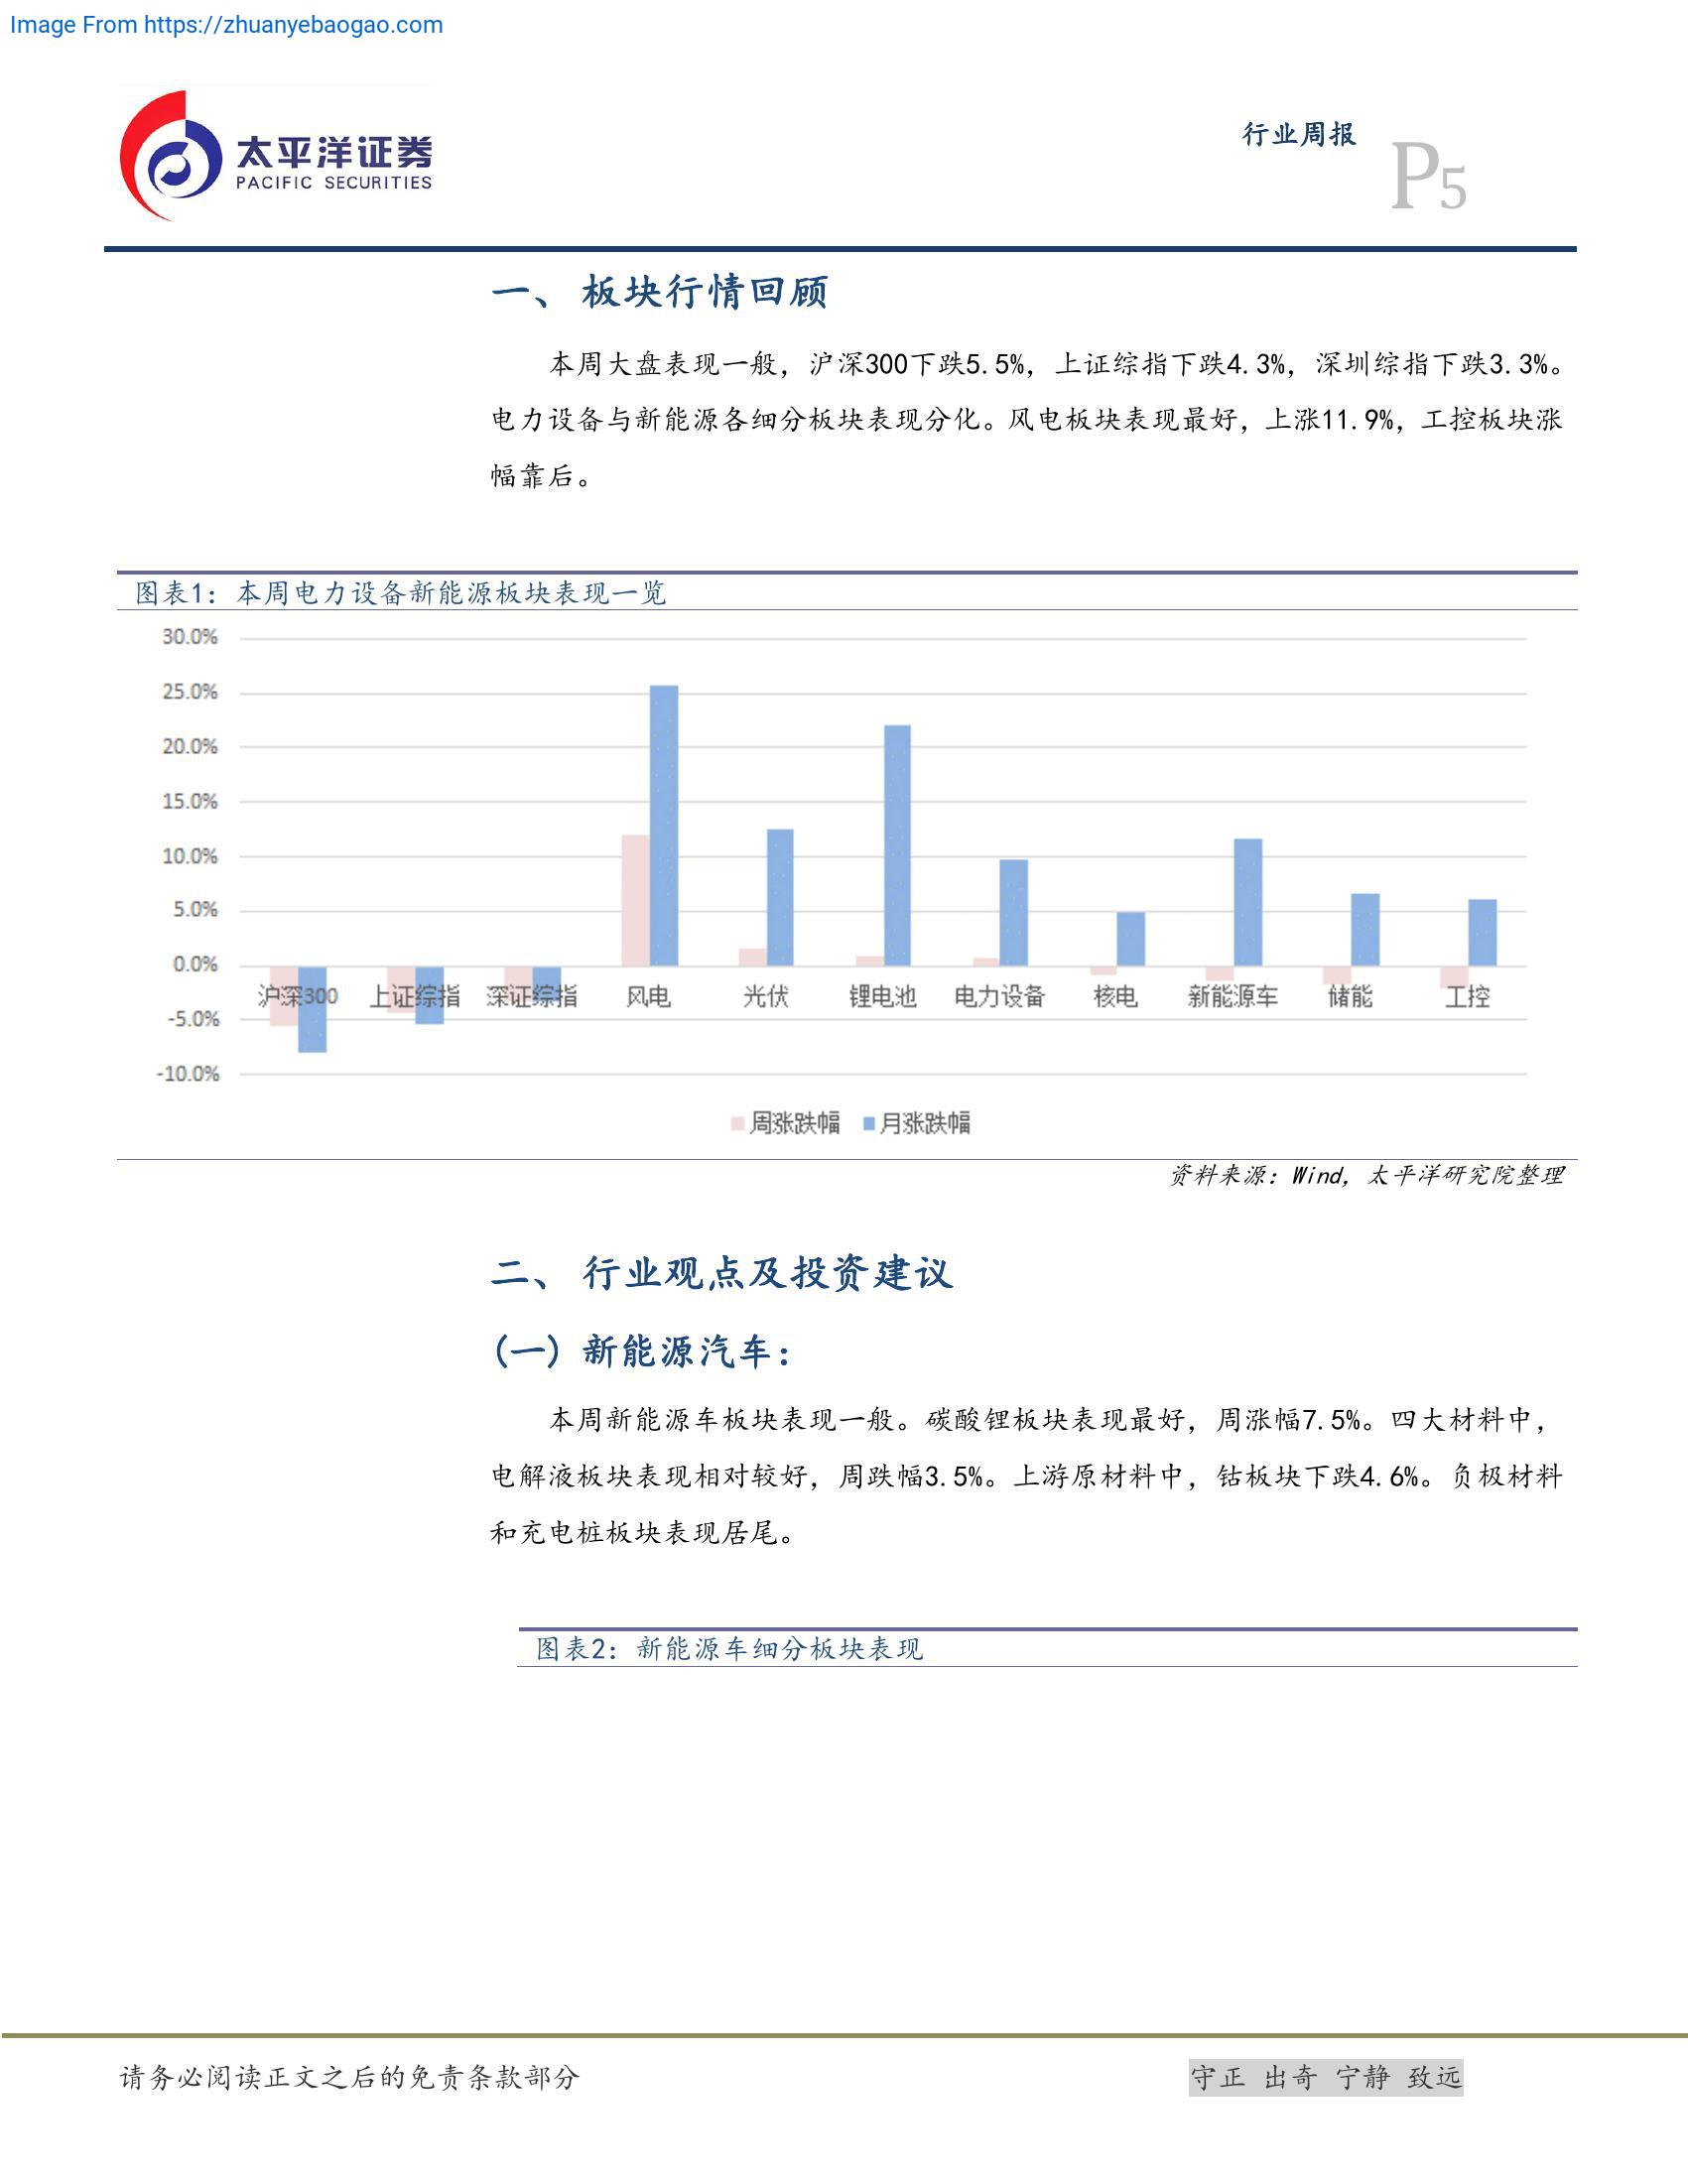 Image From https://zhuanyebaogao.com
太平洋证券
PACIFIC SECURITIES
行业周报
P5
一、 板块行情回顾
本周大盘表现一般，沪深300下跌5.5%，上证综指下跌4.3%，深圳综指下跌3.3%。
电力设备与新能源各细分板块表现分化。风电板块表现最好，上涨11.9%，工控板块涨
幅靠后。
图表1：本周电力设备新能源板块表现一览
30.0%
25.0%
20.0%
15.0%
10.0%
5.0%
0.0%
沪深300 上证综指 深证综指 风电 光伏 锂电池 电力设备 核电 新能源车 储能 工控
-5.0%
-10.0%
周涨跌幅 月涨跌幅
资料来源：Wind，太平洋研究院整理
二、 行业观点及投资建议
(一) 新能源汽车：
本周新能源车板块表现一般。碳酸锂板块表现最好，周涨幅7.5%。四大材料中，
电解液板块表现相对较好，周跌幅3.5%。上游原材料中，钴板块下跌4.6%。负极材料
和充电桩板块表现居尾。
图表2：新能源车细分板块表现
请务必阅读正文之后的免责条款部分
守正 出奇 宁静 致远